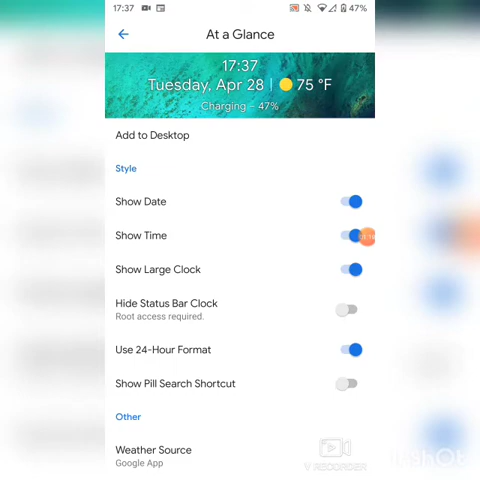 17:37
47%
At a Glance
17:37
Tuesday, Apr 28 | 75 °F
Charging – 47%
Add to Desktop
Style
Show Date
Show Time
Show Large Clock
Hide Status Bar Clock
Root access required.
Use 24-Hour Format
Show Pill Search Shortcut
Other
Weather Source
Google App
V RECORDER